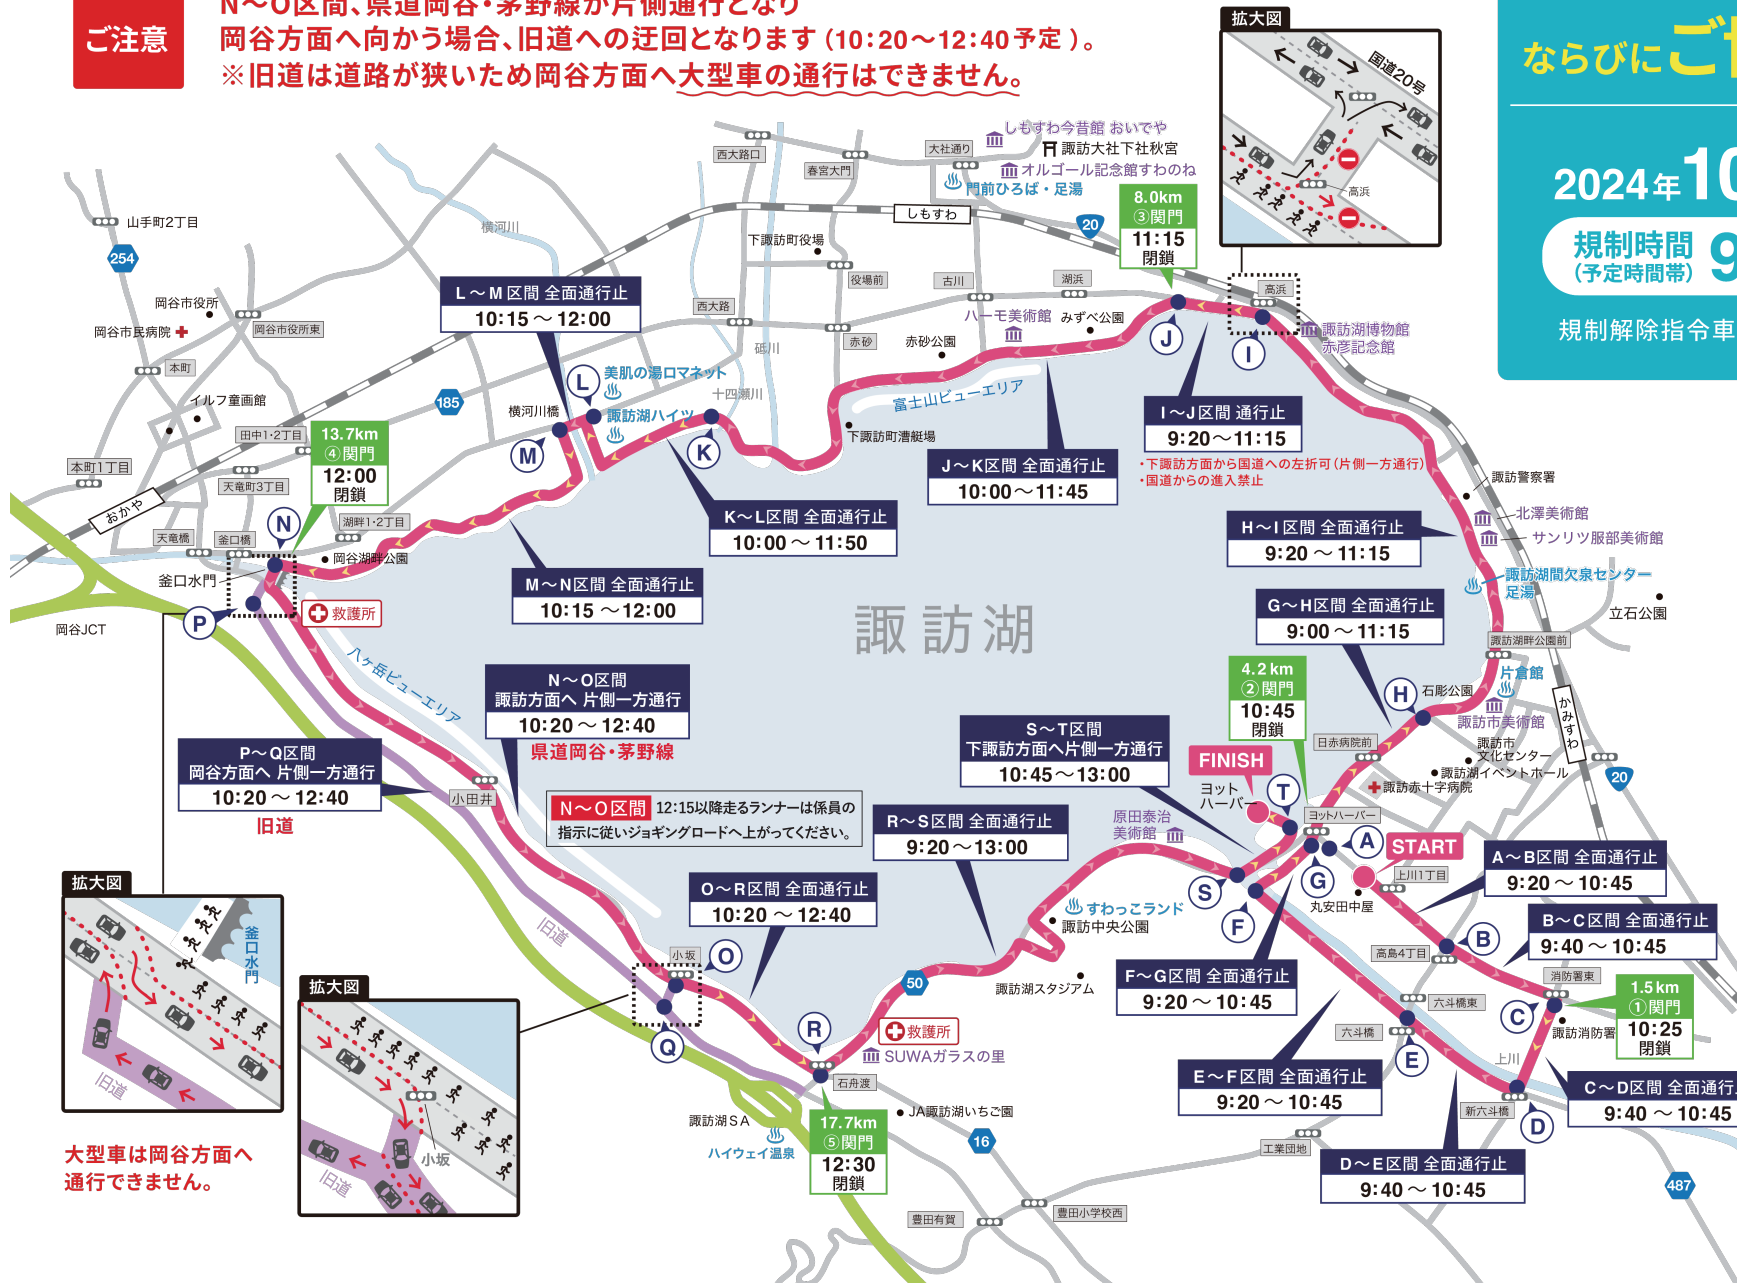 ご注意
N〜O区間、県道岡谷・茅野線が片側通行となり
岡谷方面へ向かう場合、旧道への迂回となります（10:20〜12:40予定）。
※旧道は道路が狭いため岡谷方面へ大型車の通行はできません。
拡大図
国道20号
高浜
ならびにご
2024年10
規制時間
(予定時間帯)
9
規制解除指令車
しもすわ今昔館 おいでや
諏訪大社下社秋宮
オルゴール記念館すわのね
門前ひろば・足湯
大社通り
西大路口
春宮大門
しもすわ
20
8.0km
③関門
11:15
閉鎖
山手町2丁目
254
横河川
下諏訪町役場
役場前
古川
湖浜
高浜
岡谷市役所
岡谷市民病院
岡谷市役所東
本町
L〜M区間 全面通行止
10:15〜12:00
西大路
砥川
赤砂
赤砂公園
ハーモ美術館
みずべ公園
J
I
諏訪湖博物館
赤彦記念館
イルフ童画館
185
L
美肌の湯ロマネット
諏訪湖ハイツ
十四瀬川
横河川橋
M
K
富士山ビューエリア
下諏訪町漕艇場
I〜J区間 通行止
9:20〜11:15
・下諏訪方面から国道への左折可(片側一方通行)
・国道からの進入禁止
J〜K区間 全面通行止
10:00〜11:45
田中1・2丁目
13.7km
④関門
12:00
閉鎖
本町1丁目
天竜町3丁目
おかや
湖畔1・2丁目
天竜橋
釜口橋
N
岡谷湖畔公園
釜口水門
P
岡谷JCT
救護所
K〜L区間 全面通行止
10:00〜11:50
M〜N区間 全面通行止
10:15〜12:00
諏訪湖
諏訪警察署
北澤美術館
サンリツ服部美術館
H〜I区間 全面通行止
9:20〜11:15
諏訪湖間欠泉センター
足湯
立石公園
G〜H区間 全面通行止
9:00〜11:15
諏訪湖畔公園前
片倉館
H
石彫公園
諏訪市美術館
かみすわ
八ヶ岳ビューエリア
N〜O区間
諏訪方面へ 片側一方通行
10:20〜12:40
県道岡谷・茅野線
P〜Q区間
岡谷方面へ 片側一方通行
10:20〜12:40
旧道
小田井
4.2km
②関門
10:45
閉鎖
日赤病院前
諏訪市
文化センター
諏訪湖イベントホール
諏訪赤十字病院
20
S〜T区間
下諏訪方面へ片側一方通行
10:45〜13:00
FINISH
ヨット
ハーバー
T
ヨットハーバー
A
START
N〜O区間 12:15以降走るランナーは係員の
指示に従いジョギングロードへ上がってください。
原田泰治
美術館
R〜S区間 全面通行止
9:20〜13:00
S
G
F
上川1丁目
丸安田中屋
A〜B区間 全面通行止
9:20〜10:45
B
B〜C区間 全面通行止
9:40〜10:45
O〜R区間 全面通行止
10:20〜12:40
すわっこランド
諏訪中央公園
高島4丁目
消防署東
1.5km
①関門
10:25
閉鎖
旧道
小坂
O
Q
50
諏訪湖スタジアム
F〜G区間 全面通行止
9:20〜10:45
六斗橋東
六斗橋
C
諏訪消防署
E
上川
R
救護所
SUWAガラスの里
石舟渡
諏訪湖SA
ハイウェイ温泉
17.7km
⑤関門
12:30
閉鎖
JA諏訪湖いちご園
16
E〜F区間 全面通行止
9:20〜10:45
C〜D区間 全面通行
9:40〜10:45
新六斗橋
D
工業団地
D〜E区間 全面通行止
9:40〜10:45
487
豊田有賀
豊田小学校西
拡大図
釜口水門
旧道
大型車は岡谷方面へ
通行できません。
拡大図
小坂
旧道